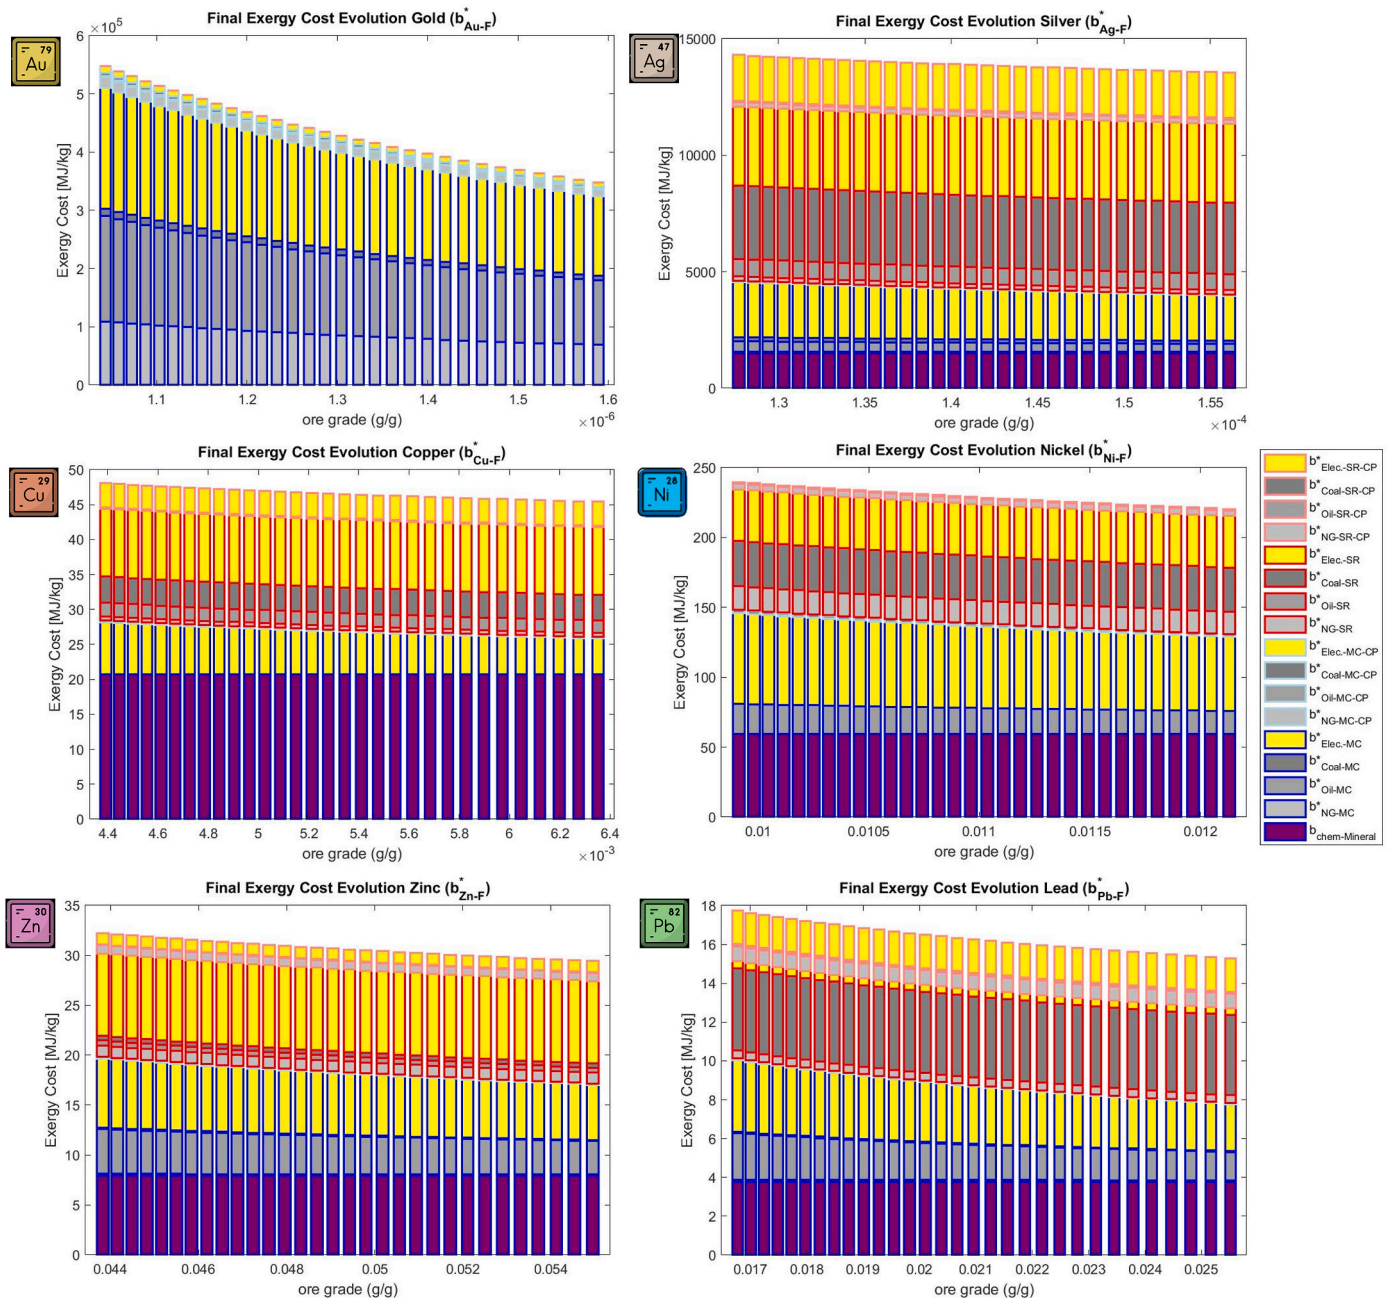 Final Exergy Cost Evolution Gold (b*Au-F)
×10^5
79
Au
6
5
4
3
2
1
0
Exergy Cost [MJ/kg]
1.1 1.2 1.3 1.4 1.5 1.6
ore grade (g/g)
×10^-6
Final Exergy Cost Evolution Silver (b*Ag-F)
47
Ag
15000
10000
5000
0
Exergy Cost [MJ/kg]
1.3 1.35 1.4 1.45 1.5 1.55
ore grade (g/g)
×10^-4
Final Exergy Cost Evolution Copper (b*Cu-F)
29
Cu
50
45
40
35
30
25
20
15
10
5
0
Exergy Cost [MJ/kg]
4.4 4.6 4.8 5 5.2 5.4 5.6 5.8 6 6.2 6.4
ore grade (g/g)
×10^-3
Final Exergy Cost Evolution Nickel (b*Ni-F)
28
Ni
250
200
150
100
50
0
Exergy Cost [MJ/kg]
0.01 0.0105 0.011 0.0115 0.012
ore grade (g/g)
b*Elec.-SR-CP
b*Coal-SR-CP
b*Oil-SR-CP
b*NG-SR-CP
b*Elec.-SR
b*Coal-SR
b*Oil-SR
b*NG-SR
b*Elec.-MC-CP
b*Coal-MC-CP
b*Oil-MC-CP
b*NG-MC-CP
b*Elec.-MC
b*Coal-MC
b*Oil-MC
b*NG-MC
bchem-Mineral
Final Exergy Cost Evolution Zinc (b*Zn-F)
30
Zn
35
30
25
20
15
10
5
0
Exergy Cost [MJ/kg]
0.044 0.046 0.048 0.05 0.052 0.054
ore grade (g/g)
Final Exergy Cost Evolution Lead (b*Pb-F)
82
Pb
18
16
14
12
10
8
6
4
2
0
Exergy Cost [MJ/kg]
0.017 0.018 0.019 0.02 0.021 0.022 0.023 0.024 0.025
ore grade (g/g)